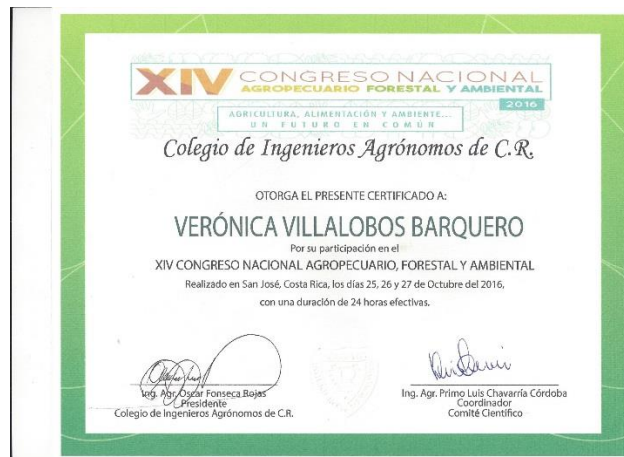 XIV CONGRESO NACIONAL
AGROPECUARIO FORESTAL Y AMBIENTAL
2016
AGRICULTURA, ALIMENTACIÓN Y AMBIENTE...
UN FUTURO EN COMÚN
Colegio de Ingenieros Agrónomos de C.R.
OTORGA EL PRESENTE CERTIFICADO A:
VERÓNICA VILLALOBOS BARQUERO
Por su participación en el
XIV CONGRESO NACIONAL AGROPECUARIO, FORESTAL Y AMBIENTAL
Realizado en San José, Costa Rica, los días 25, 26 y 27 de Octubre del 2016,
con una duración de 24 horas efectivas.
Ing. Agr. Óscar Fonseca Rojas
Presidente
Colegio de Ingenieros Agrónomos de C.R.
Ing. Agr. Primo Luis Chavarría Córdoba
Coordinador
Comité Científico